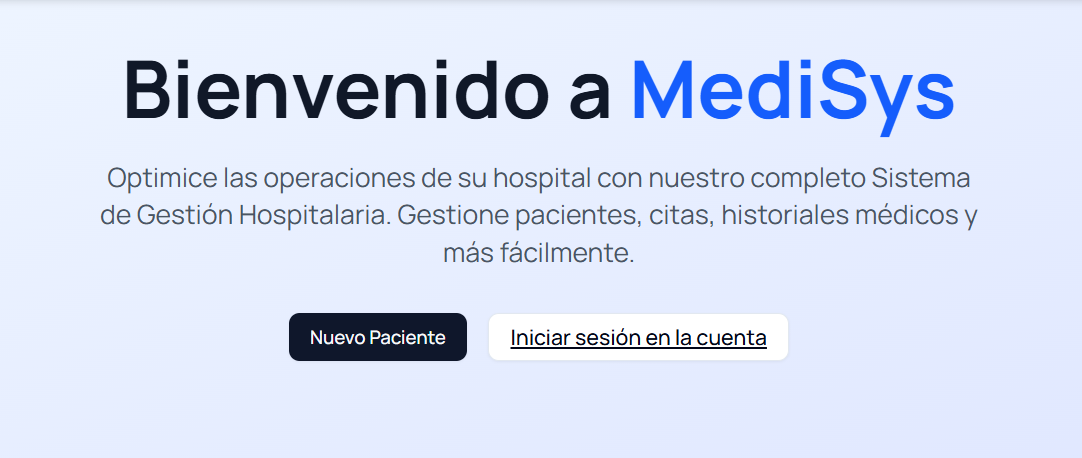 Bienvenido a MediSys
Optimice las operaciones de su hospital con nuestro completo Sistema
de Gestión Hospitalaria. Gestione pacientes, citas, historiales médicos y
más fácilmente.
Nuevo Paciente
Iniciar sesión en la cuenta